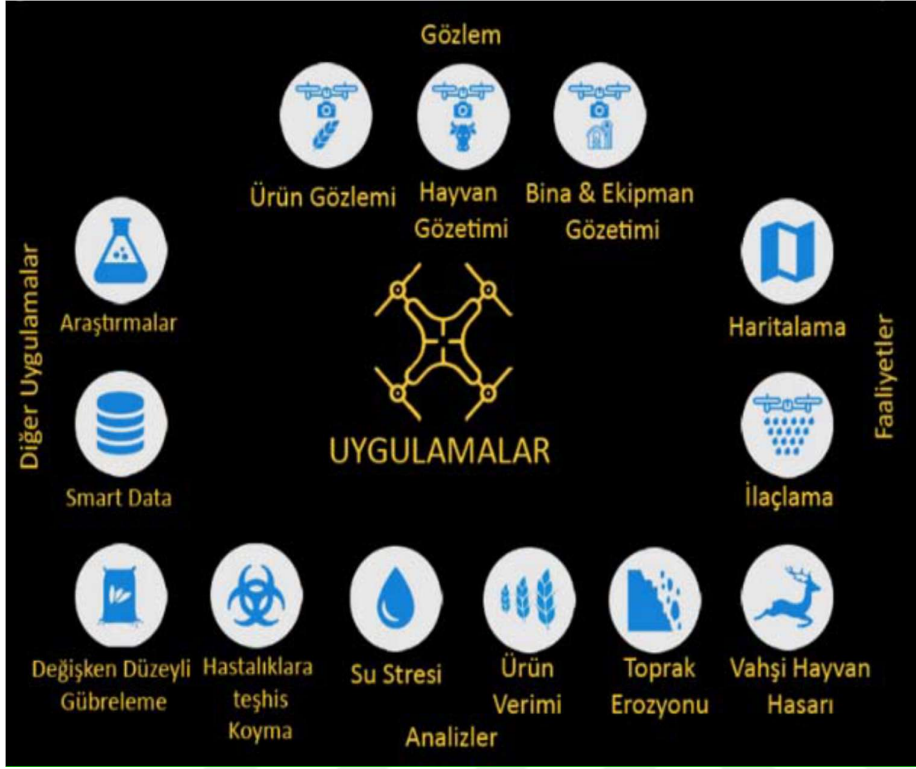 Gözlem
Ürün Gözlemi
Hayvan
Gözetimi
Bina & Ekipman
Gözetimi
Diğer Uygulamalar
Araştırmalar
Smart Data
UYGULAMALAR
Haritalama
İlaçlama
Faaliyetler
Değişken Düzeyli
Gübreleme
Hastalıklara
teşhis
Koyma
Su Stresi
Ürün
Verimi
Toprak
Erozyonu
Vahşi Hayvan
Hasarı
Analizler